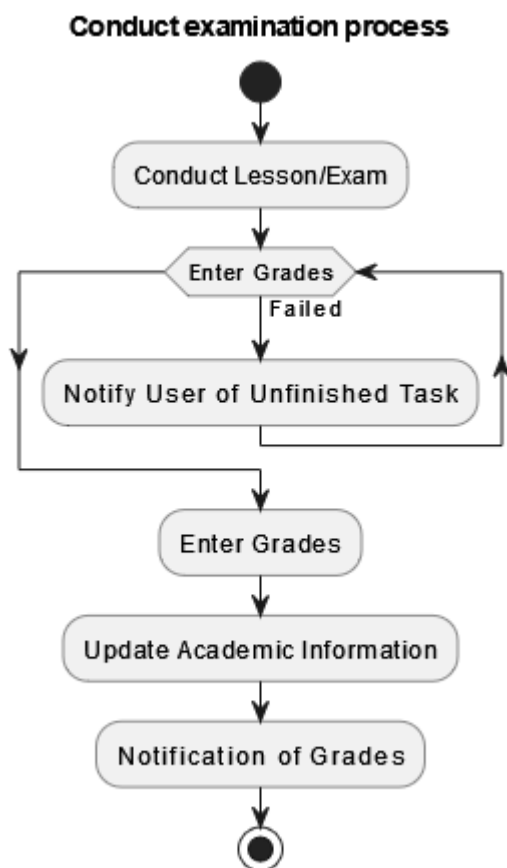 Conduct examination process
Conduct Lesson/Exam
Enter Grades
Failed
Notify User of Unfinished Task
Enter Grades
Update Academic Information
Notification of Grades